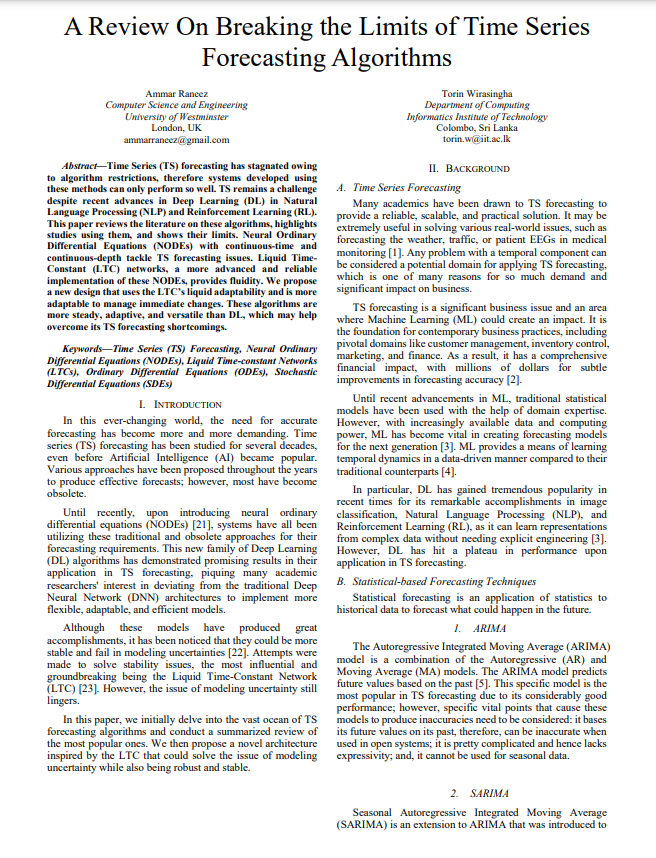 A Review On Breaking the Limits of Time Series
Forecasting Algorithms
Ammar Raneez
Computer Science and Engineering
University of Westminster
London, UK
ammarraneez@gmail.com
Torin Wirasingha
Department of Computing
Informatics Institute of Technology
Colombo, Sri Lanka
torin.w@iit.ac.lk
Abstract—Time Series (TS) forecasting has stagnated owing
to algorithm restrictions, therefore systems developed using
these methods can only perform so well. TS remains a challenge
despite recent advances in Deep Learning (DL) in Natural
Language Processing (NLP) and Reinforcement Learning (RL).
This paper reviews the literature on these algorithms, highlights
studies using them, and shows their limits. Neural Ordinary
Differential Equations (NODEs) with continuous-time and
continuous-depth tackle TS forecasting issues. Liquid Time-
Constant (LTC) networks, a more advanced and reliable
implementation of these NODEs, provides fluidity. We propose
a new design that uses the LTC's liquid adaptability and is more
adaptable to manage immediate changes. These algorithms are
more steady, adaptive, and versatile than DL, which may help
overcome its TS forecasting shortcomings.
Keywords—Time Series (TS) Forecasting, Neural Ordinary
Differential Equations (NODEs), Liquid Time-constant Networks
(LTCs), Ordinary Differential Equations (ODEs), Stochastic
Differential Equations (SDEs)
I. INTRODUCTION
In this ever-changing world, the need for accurate
forecasting has become more and more demanding. Time
series (TS) forecasting has been studied for several decades,
even before Artificial Intelligence (AI) became popular.
Various approaches have been proposed throughout the years
to produce effective forecasts; however, most have become
obsolete.
Until recently, upon introducing neural ordinary
differential equations (NODEs) [21], systems have all been
utilizing these traditional and obsolete approaches for their
forecasting requirements. This new family of Deep Learning
(DL) algorithms has demonstrated promising results in their
application in TS forecasting, piquing many academic
researchers' interest in deviating from the traditional Deep
Neural Network (DNN) architectures to implement more
flexible, adaptable, and efficient models.
Although these models have produced great
accomplishments, it has been noticed that they could be more
stable and fail in modeling uncertainties [22]. Attempts were
made to solve stability issues, the most influential and
groundbreaking being the Liquid Time-Constant Network
(LTC) [23]. However, the issue of modeling uncertainty still
lingers.
In this paper, we initially delve into the vast ocean of TS
forecasting algorithms and conduct a summarized review of
the most popular ones. We then propose a novel architecture
inspired by the LTC that could solve the issue of modeling
uncertainty while also being robust and stable.
II. BACKGROUND
A. Time Series Forecasting
Many academics have been drawn to TS forecasting to
provide a reliable, scalable, and practical solution. It may be
extremely useful in solving various real-world issues, such as
forecasting the weather, traffic, or patient EEGs in medical
monitoring [1]. Any problem with a temporal component can
be considered a potential domain for applying TS forecasting,
which is one of many reasons for so much demand and
significant impact on business.
TS forecasting is a significant business issue and an area
where Machine Learning (ML) could create an impact. It is
the foundation for contemporary business practices, including
pivotal domains like customer management, inventory control,
marketing, and finance. As a result, it has a comprehensive
financial impact, with millions of dollars for subtle
improvements in forecasting accuracy [2].
Until recent advancements in ML, traditional statistical
models have been used with the help of domain expertise.
However, with increasingly available data and computing
power, ML has become vital in creating forecasting models
for the next generation [3]. ML provides a means of learning
temporal dynamics in a data-driven manner compared to their
traditional counterparts [4].
In particular, DL has gained tremendous popularity in
recent times for its remarkable accomplishments in image
classification, Natural Language Processing (NLP), and
Reinforcement Learning (RL), as it can learn representations
from complex data without needing explicit engineering [3].
However, DL has hit a plateau in performance upon
application in TS forecasting.
B. Statistical-based Forecasting Techniques
Statistical forecasting is an application of statistics to
historical data to forecast what could happen in the future.
1. ARIMA
The Autoregressive Integrated Moving Average (ARIMA)
model is a combination of the Autoregressive (AR) and
Moving Average (MA) models. The ARIMA model predicts
future values based on the past [5]. This specific model is the
most popular in TS forecasting due to its considerably good
performance; however, specific vital points that cause these
models to produce inaccuracies need to be considered: it bases
its future values on its past, therefore, can be inaccurate when
used in open systems; it is pretty complicated and hence lacks
expressivity; and, it cannot be used for seasonal data.
2. SARIMA
Seasonal Autoregressive Integrated Moving Average
(SARIMA) is an extension to ARIMA that was introduced to